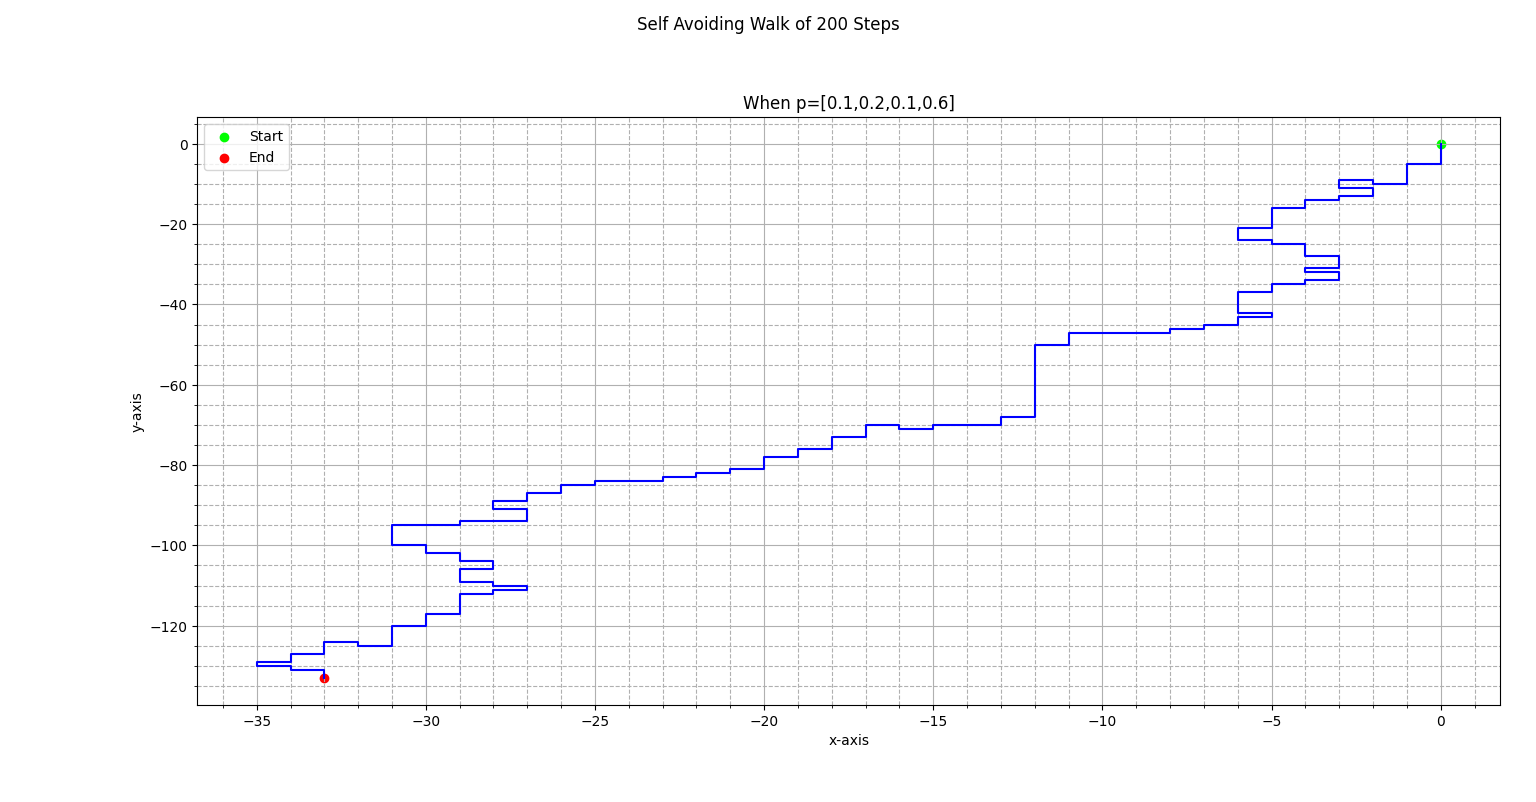 Self Avoiding Walk of 200 Steps
When p=[0.1,0.2,0.1,0.6]
Start
End
0
−20
−40
−60
−80
−100
−120
y-axis
−35
−30
−25
−20
−15
−10
−5
0
x-axis